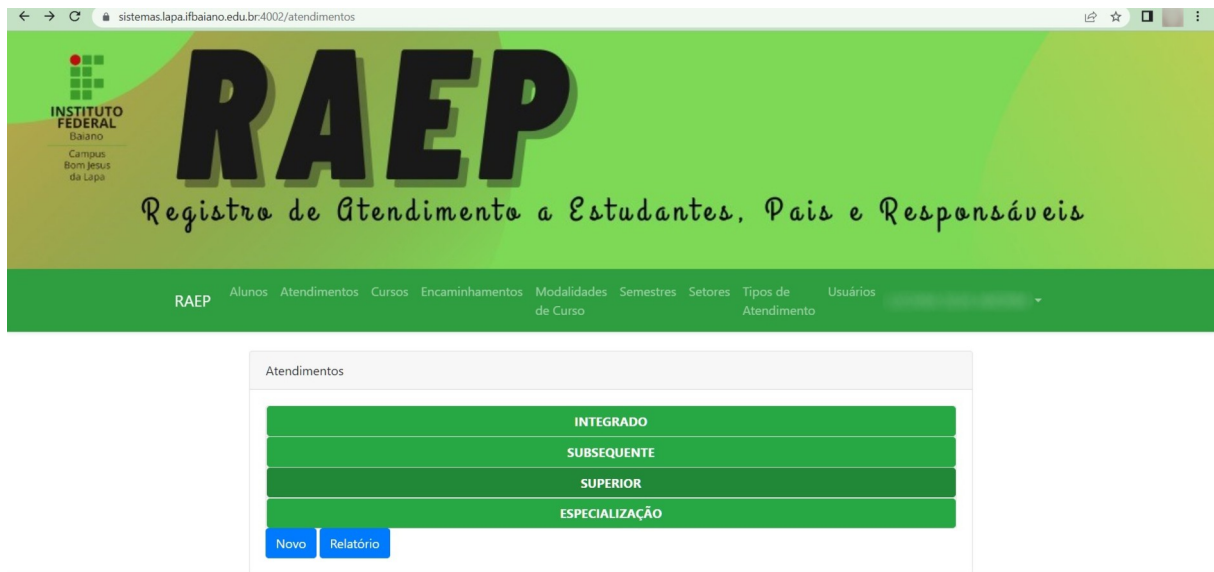 sistemas.lapa.ifbaiano.edu.br:4002/atendimentos
INSTITUTO
FEDERAL
Baiano
Campus
Bom Jesus
da Lapa
RAEP
Registro de Atendimento a Estudantes, Pais e Responsáveis
RAEP Alunos Atendimentos Cursos Encaminhamentos Modalidades Semestres Setores Tipos de Usuários
de Curso Atendimento
Atendimentos
INTEGRADO
SUBSEQUENTE
SUPERIOR
ESPECIALIZAÇÃO
Novo Relatório